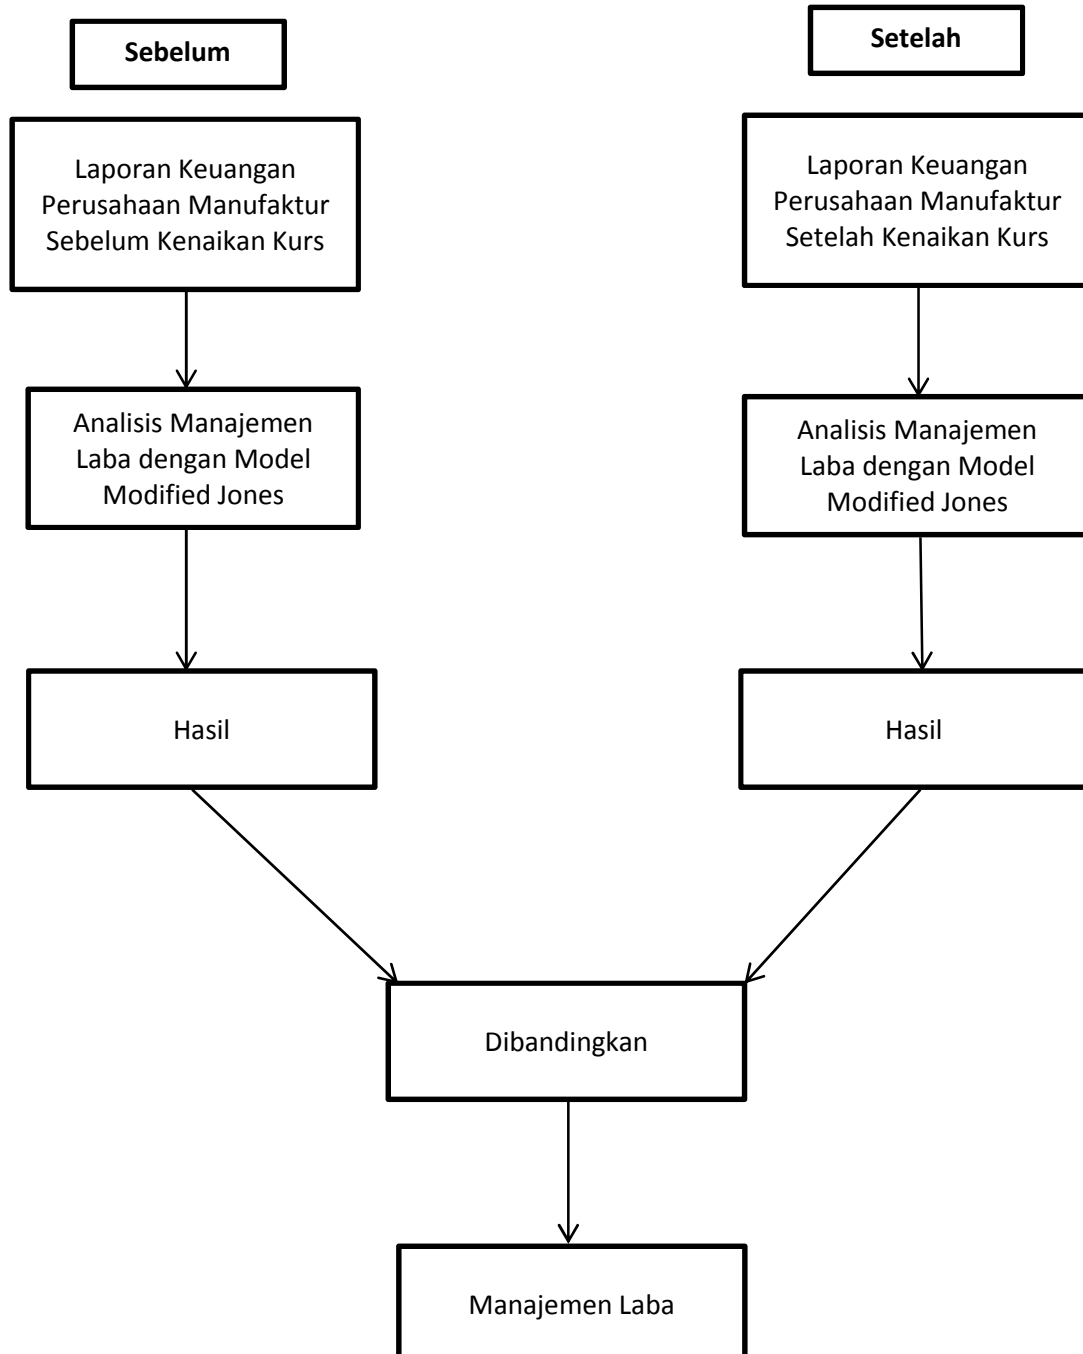 Sebelum
Setelah
Laporan Keuangan
Perusahaan Manufaktur
Sebelum Kenaikan Kurs
Laporan Keuangan
Perusahaan Manufaktur
Setelah Kenaikan Kurs
Analisis Manajemen
Laba dengan Model
Modified Jones
Analisis Manajemen
Laba dengan Model
Modified Jones
Hasil
Hasil
Dibandingkan
Manajemen Laba